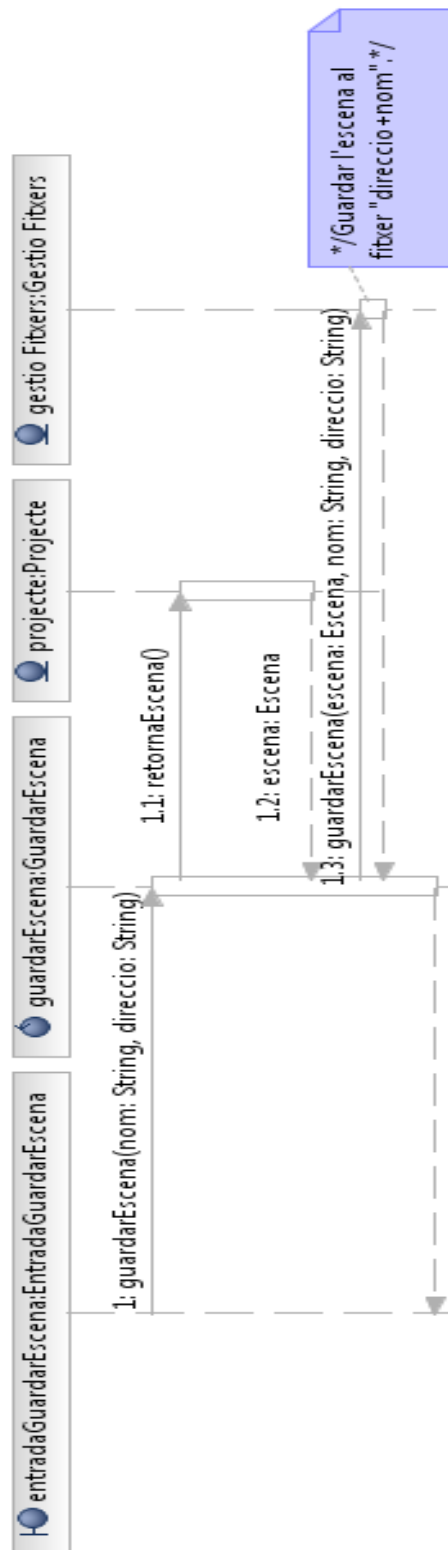 entradaGuardarEscena:EntradaGuardarEscena
guardarEscena:GuardarEscena
projecte:Projecte
gestio Fitxers:Gestio Fitxers
1: guardarEscena(nom: String, direccio: String)
1.1: retornaEscena()
1.2: escena: Escena
1.3: guardarEscena(escena: Escena, nom: String, direccio: String)
*/Guardar l'escena al
fitxer "direccio+nom".*/